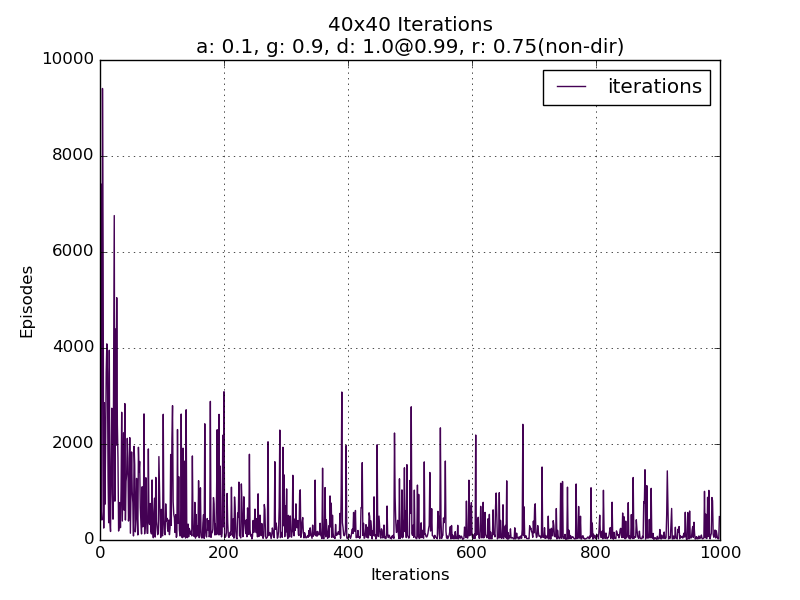 40x40 Iterations
a: 0.1, g: 0.9, d: 1.0@0.99, r: 0.75(non-dir)
iterations
10000
8000
6000
4000
2000
0
Episodes
0 200 400 600 800 1000
Iterations